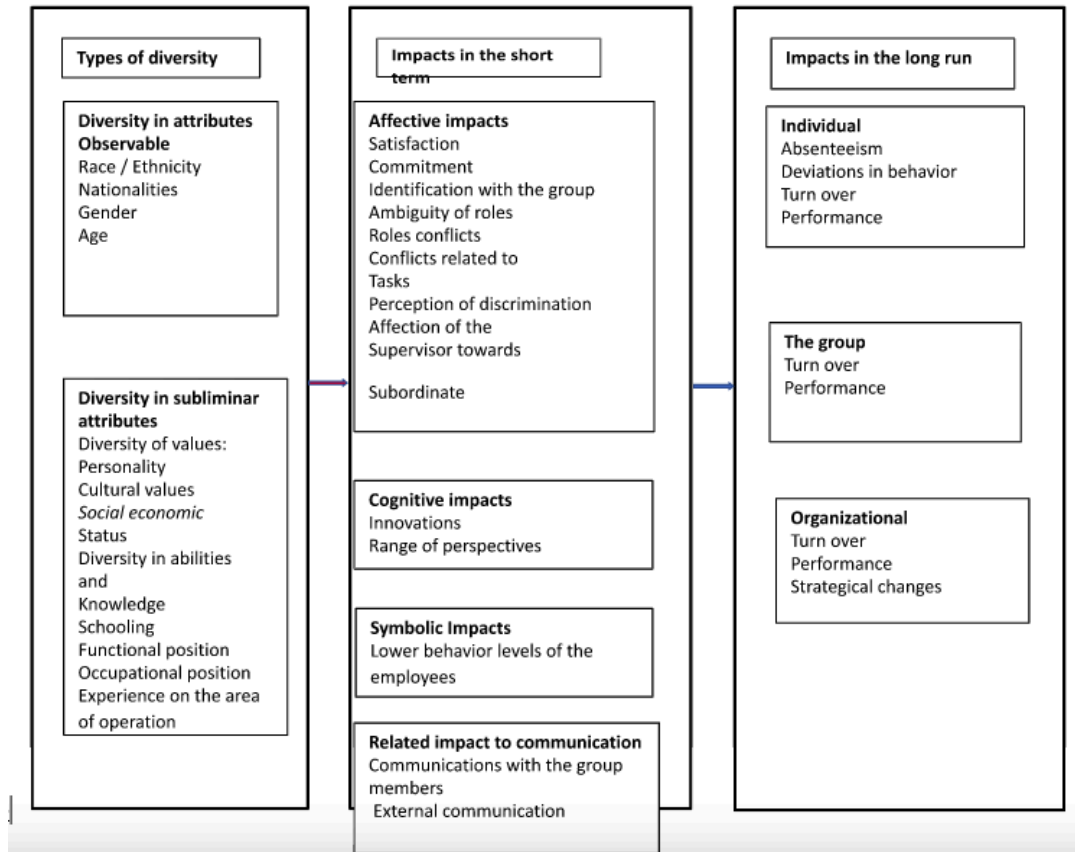 Types of diversity
Diversity in attributes
Observable
Race / Ethnicity
Nationalities
Gender
Age
Diversity in subliminar
attributes
Diversity of values:
Personality
Cultural values
Social economic
Status
Diversity in abilities
and
Knowledge
Schooling
Functional position
Occupational position
Experience on the area
of operation
Impacts in the short
term
Affective impacts
Satisfaction
Commitment
Identification with the group
Ambiguity of roles
Roles conflicts
Conflicts related to
Tasks
Perception of discrimination
Affection of the
Supervisor towards
Subordinate
Cognitive impacts
Innovations
Range of perspectives
Symbolic Impacts
Lower behavior levels of the
employees
Related impact to communication
Communications with the group
members
External communication
Impacts in the long run
Individual
Absenteeism
Deviations in behavior
Turn over
Performance
The group
Turn over
Performance
Organizational
Turn over
Performance
Strategical changes